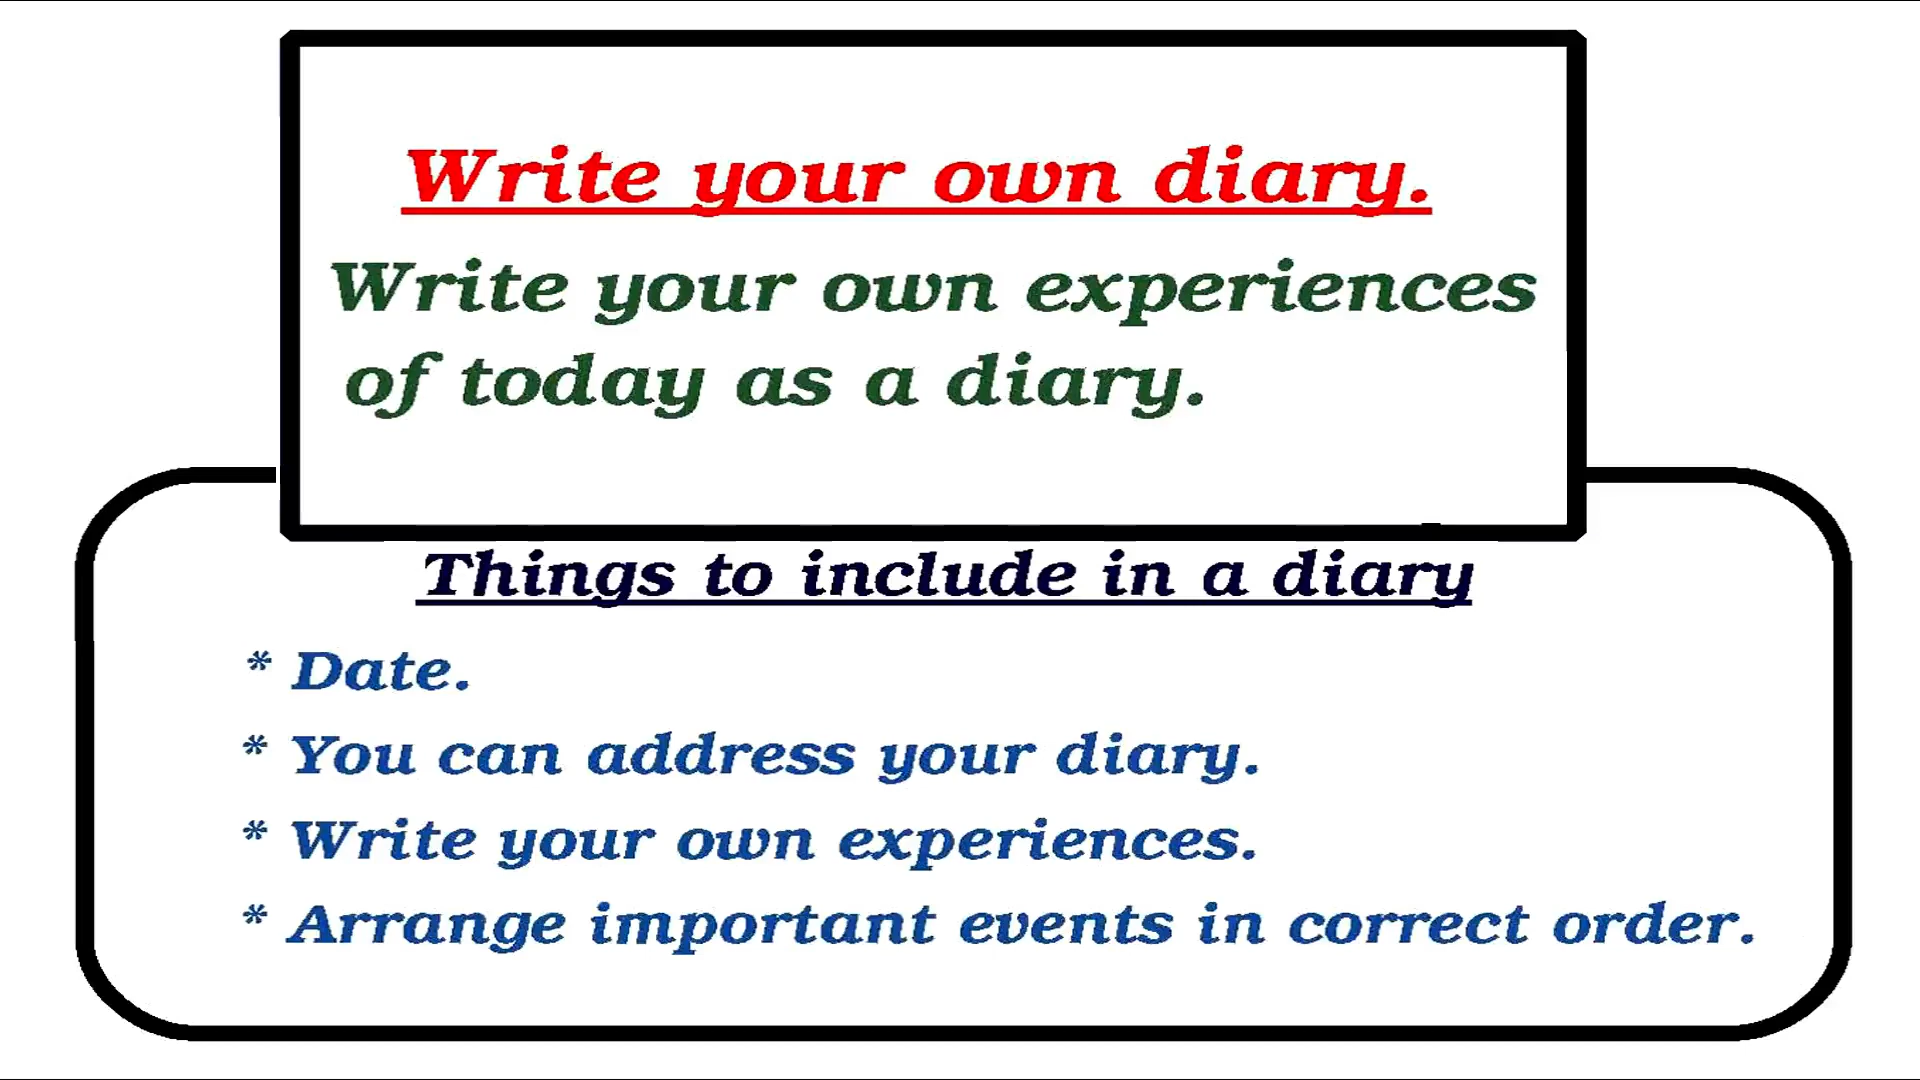 Write your own diary.
Write your own experiences
of today as a diary.
Things to include in a diary
* Date.
* You can address your diary.
* Write your own experiences.
* Arrange important events in correct order.